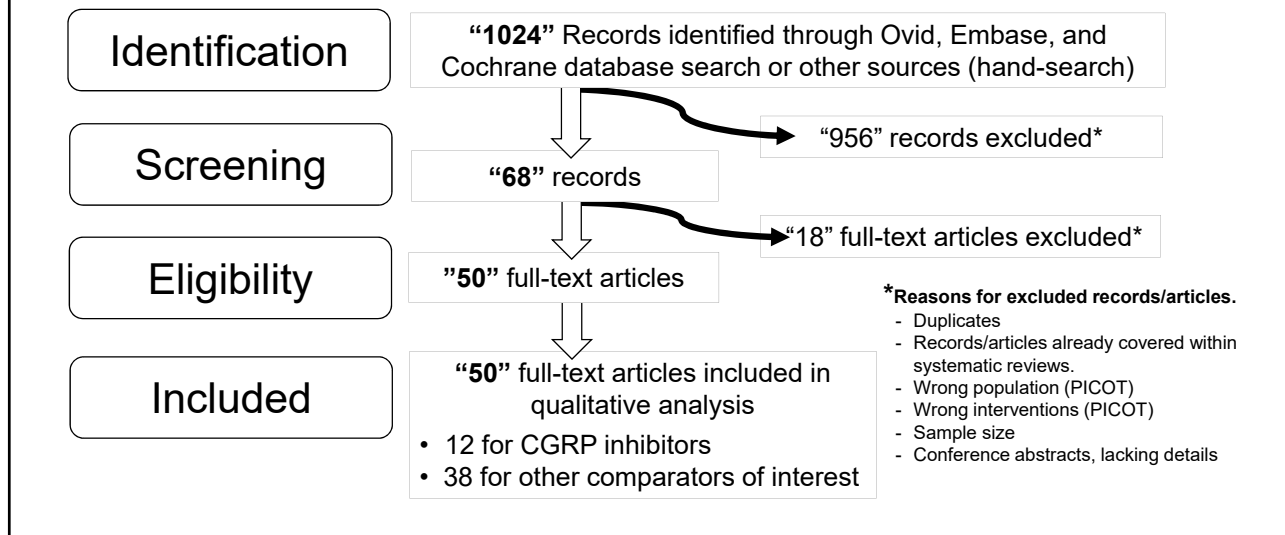 Identification
“1024” Records identified through Ovid, Embase, and
Cochrane database search or other sources (hand-search)
“956” records excluded*
Screening
“68” records
“18” full-text articles excluded*
Eligibility
”50” full-text articles
*Reasons for excluded records/articles.
- Duplicates
- Records/articles already covered within
systematic reviews.
- Wrong population (PICOT)
- Wrong interventions (PICOT)
- Sample size
- Conference abstracts, lacking details
Included
“50” full-text articles included in
qualitative analysis
• 12 for CGRP inhibitors
• 38 for other comparators of interest